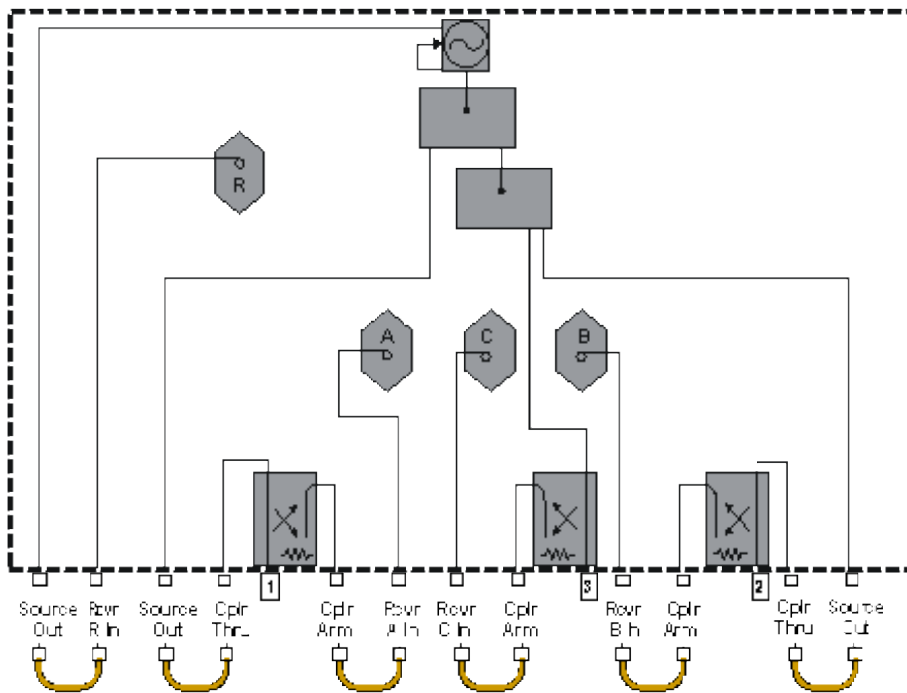 R
A
C
B
1
3
2
Source
Out
Rcvr
R In
Source
Out
Cplr
Thru
Cplr
Arm
Rcvr
A In
Rcvr
C In
Cplr
Arm
Rcvr
B In
Cplr
Arm
Cplr
Thru
Source
Out